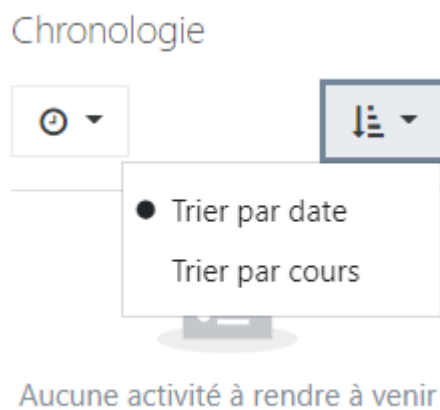 Chronologie
Trier par date
Trier par cours
Aucune activité à rendre à venir